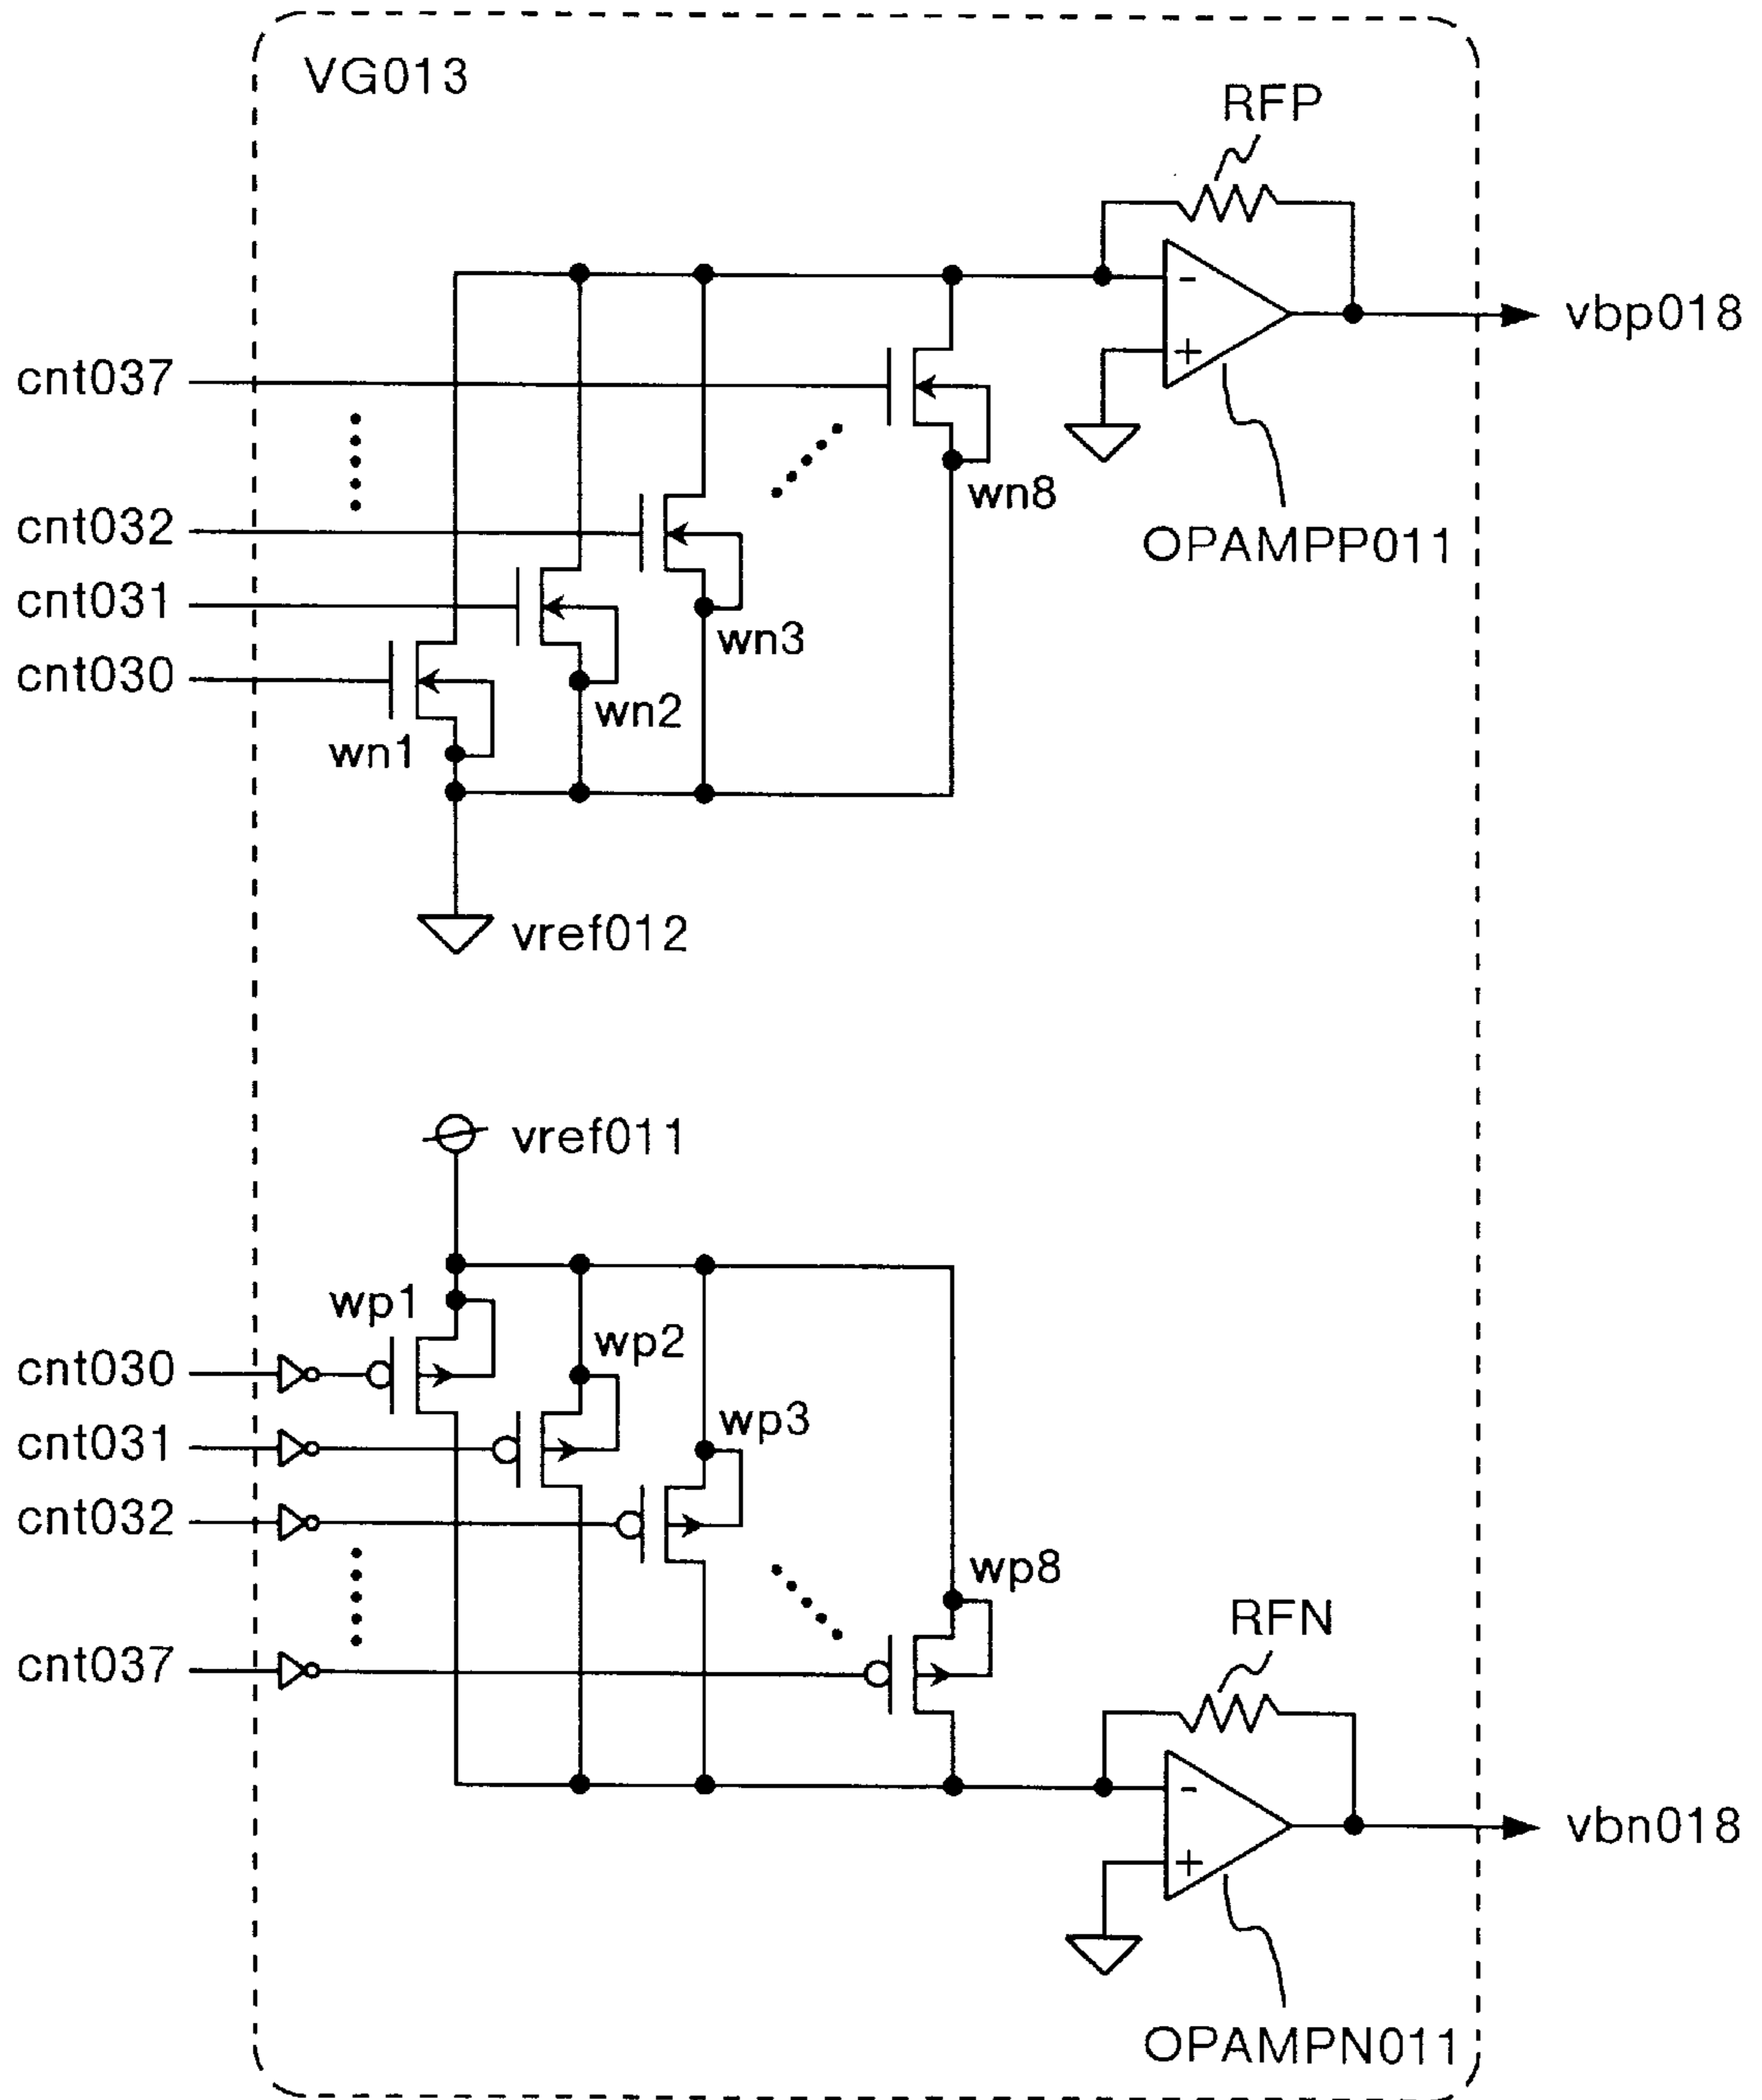 VG013
RFP
-
vbp018
cnt037
+
wn8
cnt032
OPAMPP011
cnt031
wn3
cnt030
wn2
wn1
vref012
vref011
wp1
wp2
cnt030
wp3
cnt031
cnt032
wp8
RFN
cnt037
-
vbn018
+
OPAMPN011